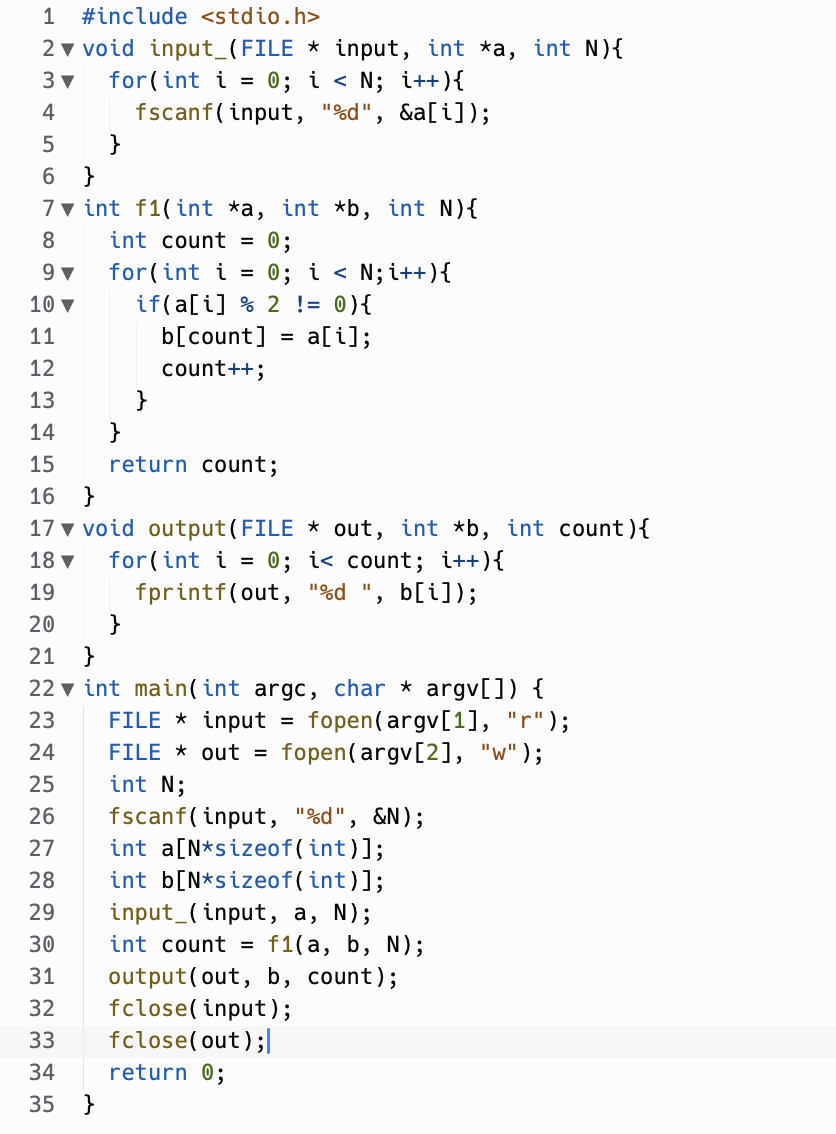 1 #include <stdio.h>
2 ▼ void input_(FILE * input, int *a, int N){
3 ▼   for(int i = 0; i < N; i++){
4     fscanf(input, "%d", &a[i]);
5   }
6 }
7 ▼ int f1(int *a, int *b, int N){
8   int count = 0;
9 ▼   for(int i = 0; i < N;i++){
10 ▼     if(a[i] % 2 != 0){
11       b[count] = a[i];
12       count++;
13     }
14   }
15   return count;
16 }
17 ▼ void output(FILE * out, int *b, int count){
18 ▼   for(int i = 0; i< count; i++){
19     fprintf(out, "%d ", b[i]);
20   }
21 }
22 ▼ int main(int argc, char * argv[]) {
23   FILE * input = fopen(argv[1], "r");
24   FILE * out = fopen(argv[2], "w");
25   int N;
26   fscanf(input, "%d", &N);
27   int a[N*sizeof(int)];
28   int b[N*sizeof(int)];
29   input_(input, a, N);
30   int count = f1(a, b, N);
31   output(out, b, count);
32   fclose(input);
33   fclose(out);
34   return 0;
35 }